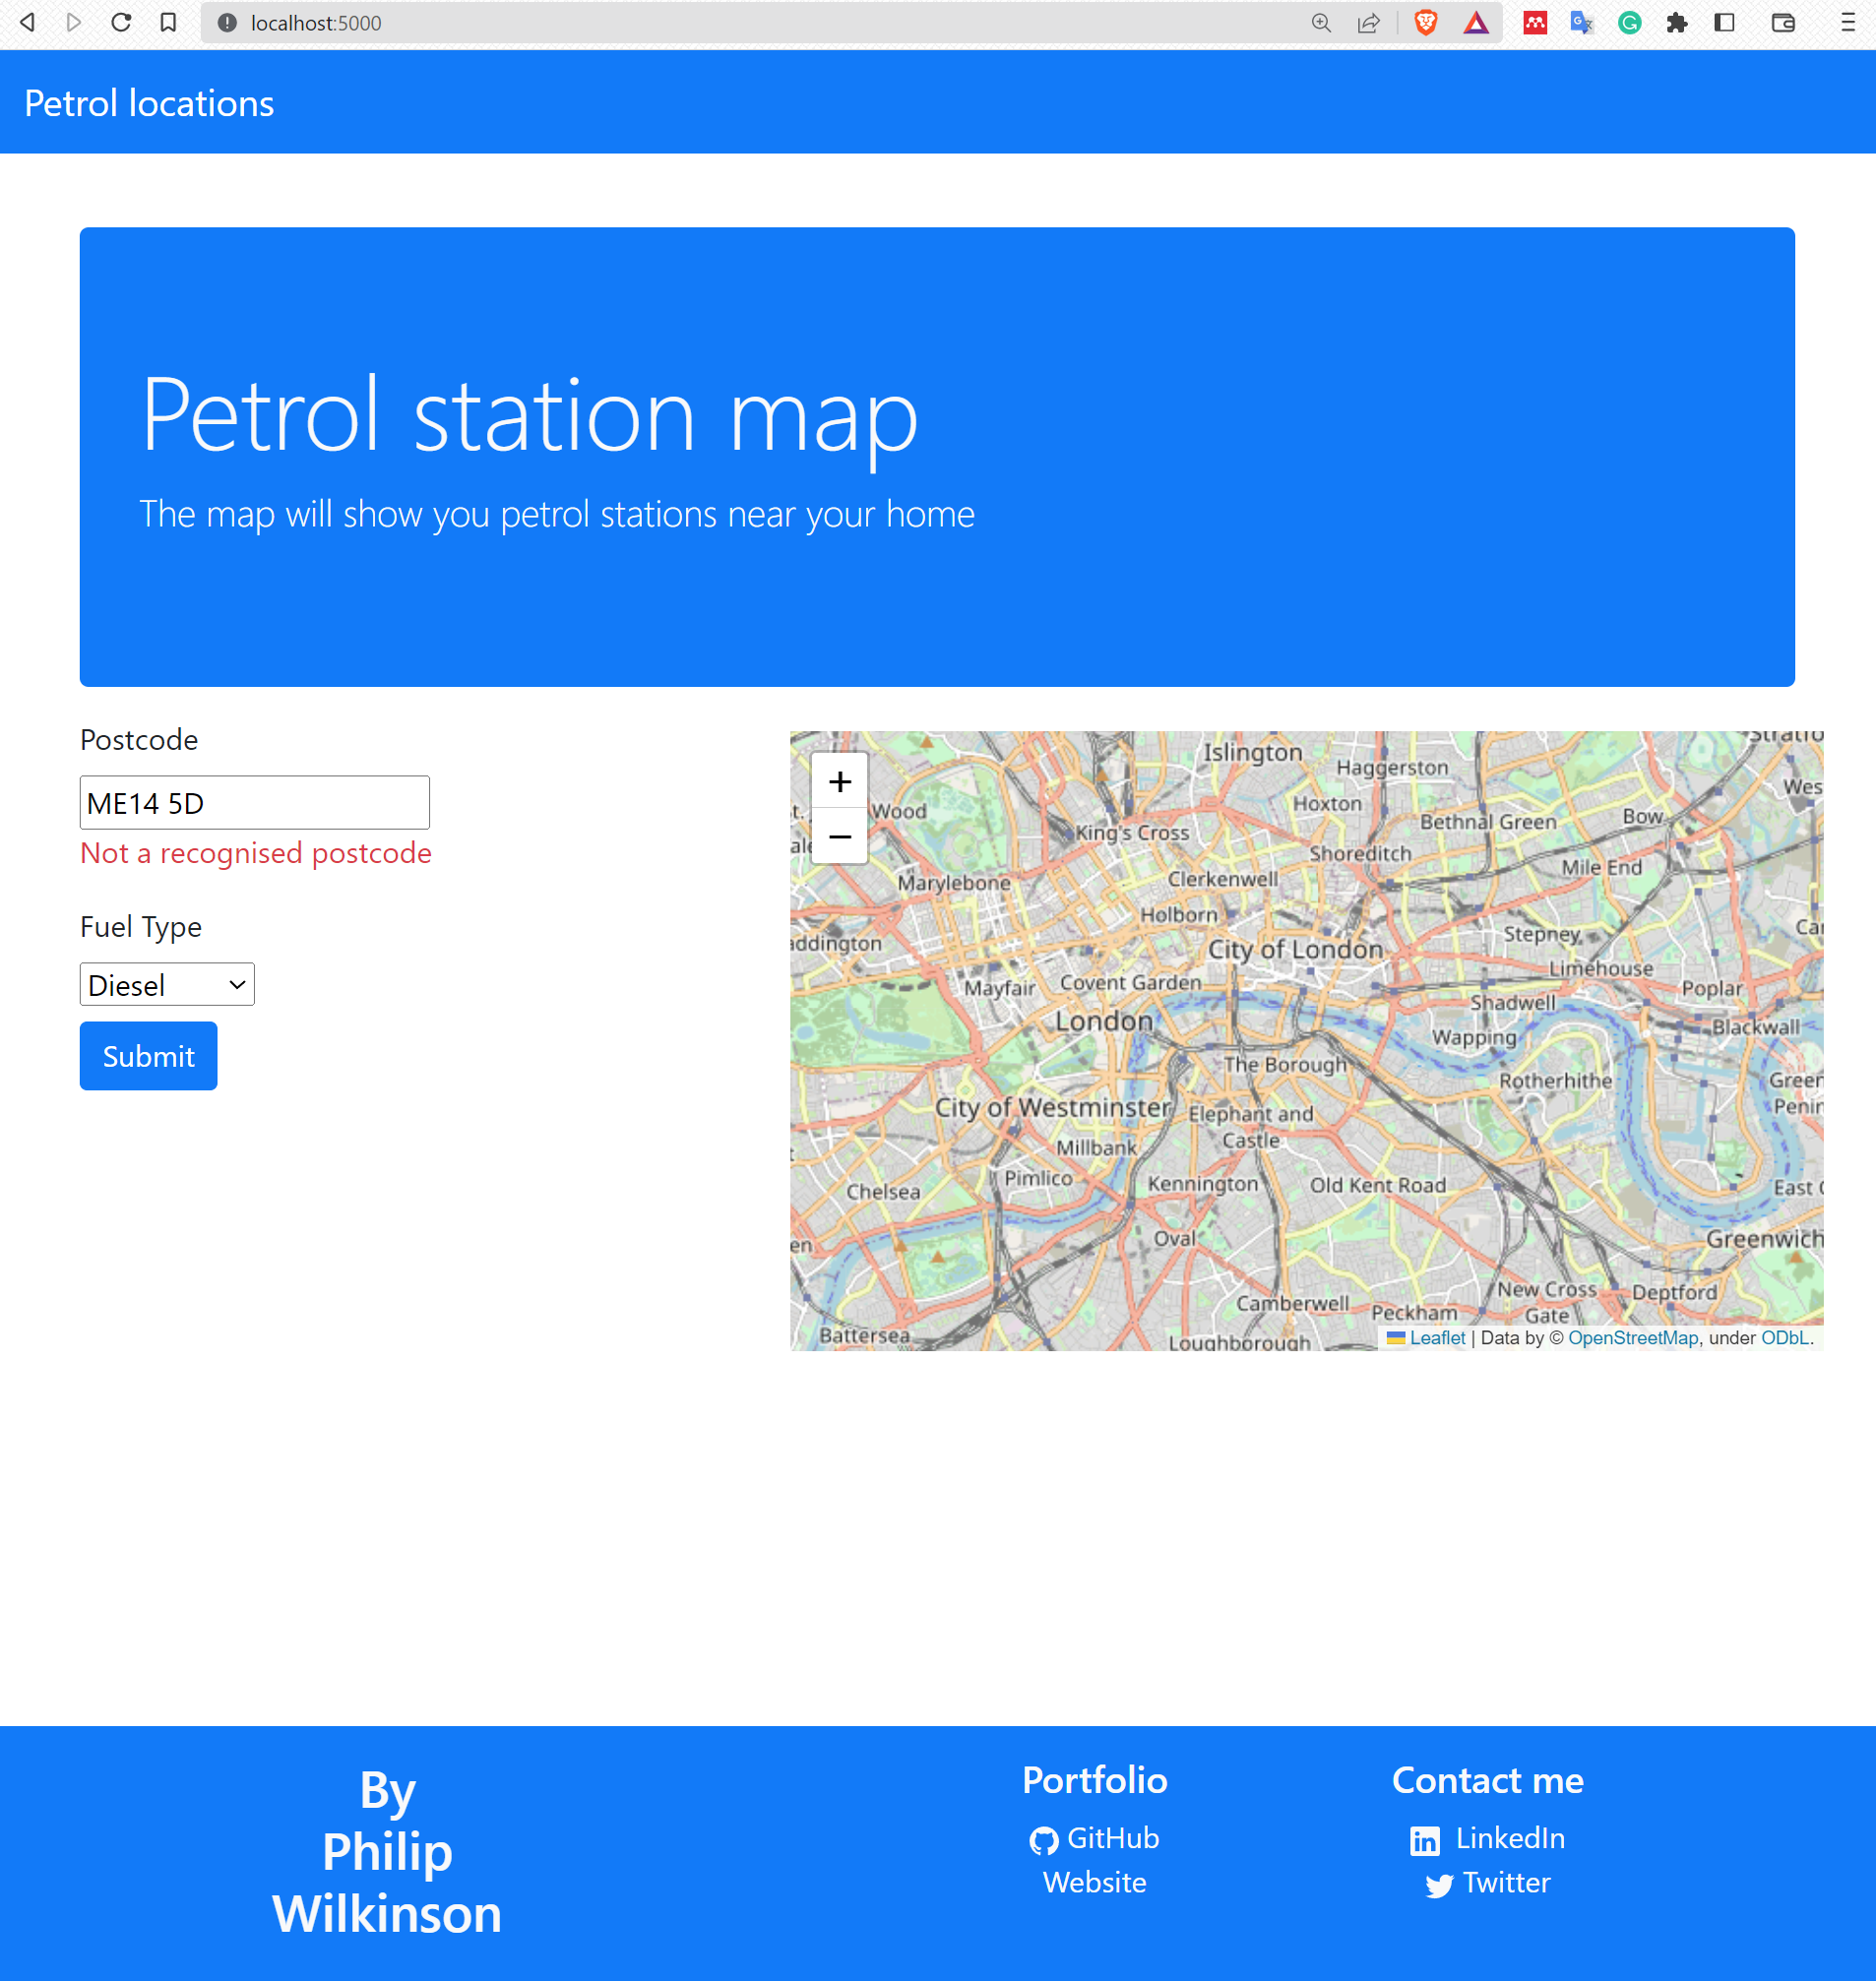 localhost:5000
Petrol locations
Petrol station map
The map will show you petrol stations near your home
Postcode
ME14 5D
Not a recognised postcode
Fuel Type
Diesel
Submit
+
−
Islington
Haggerston
Wood
Hoxton
Bethnal Green
Bow
King's Cross
Shoreditch
Mile End
Marylebone
Clerkenwell
Holborn
City of London
Stepney
addington
Limehouse
Mayfair
Covent Garden
Shadwell
Poplar
London
Wapping
Blackwall
The Borough
Rotherhithe
Green
Penin
City of Westminster
Elephant and
Castle
Millbank
Pimlico
Kennington
Old Kent Road
Chelsea
East
Oval
Greenwich
New Cross
Gate
Deptford
Camberwell
Peckham
Battersea
Loughborough
Leaflet | Data by © OpenStreetMap, under ODbL.
By
Philip
Wilkinson
Portfolio
GitHub
Website
Contact me
LinkedIn
Twitter